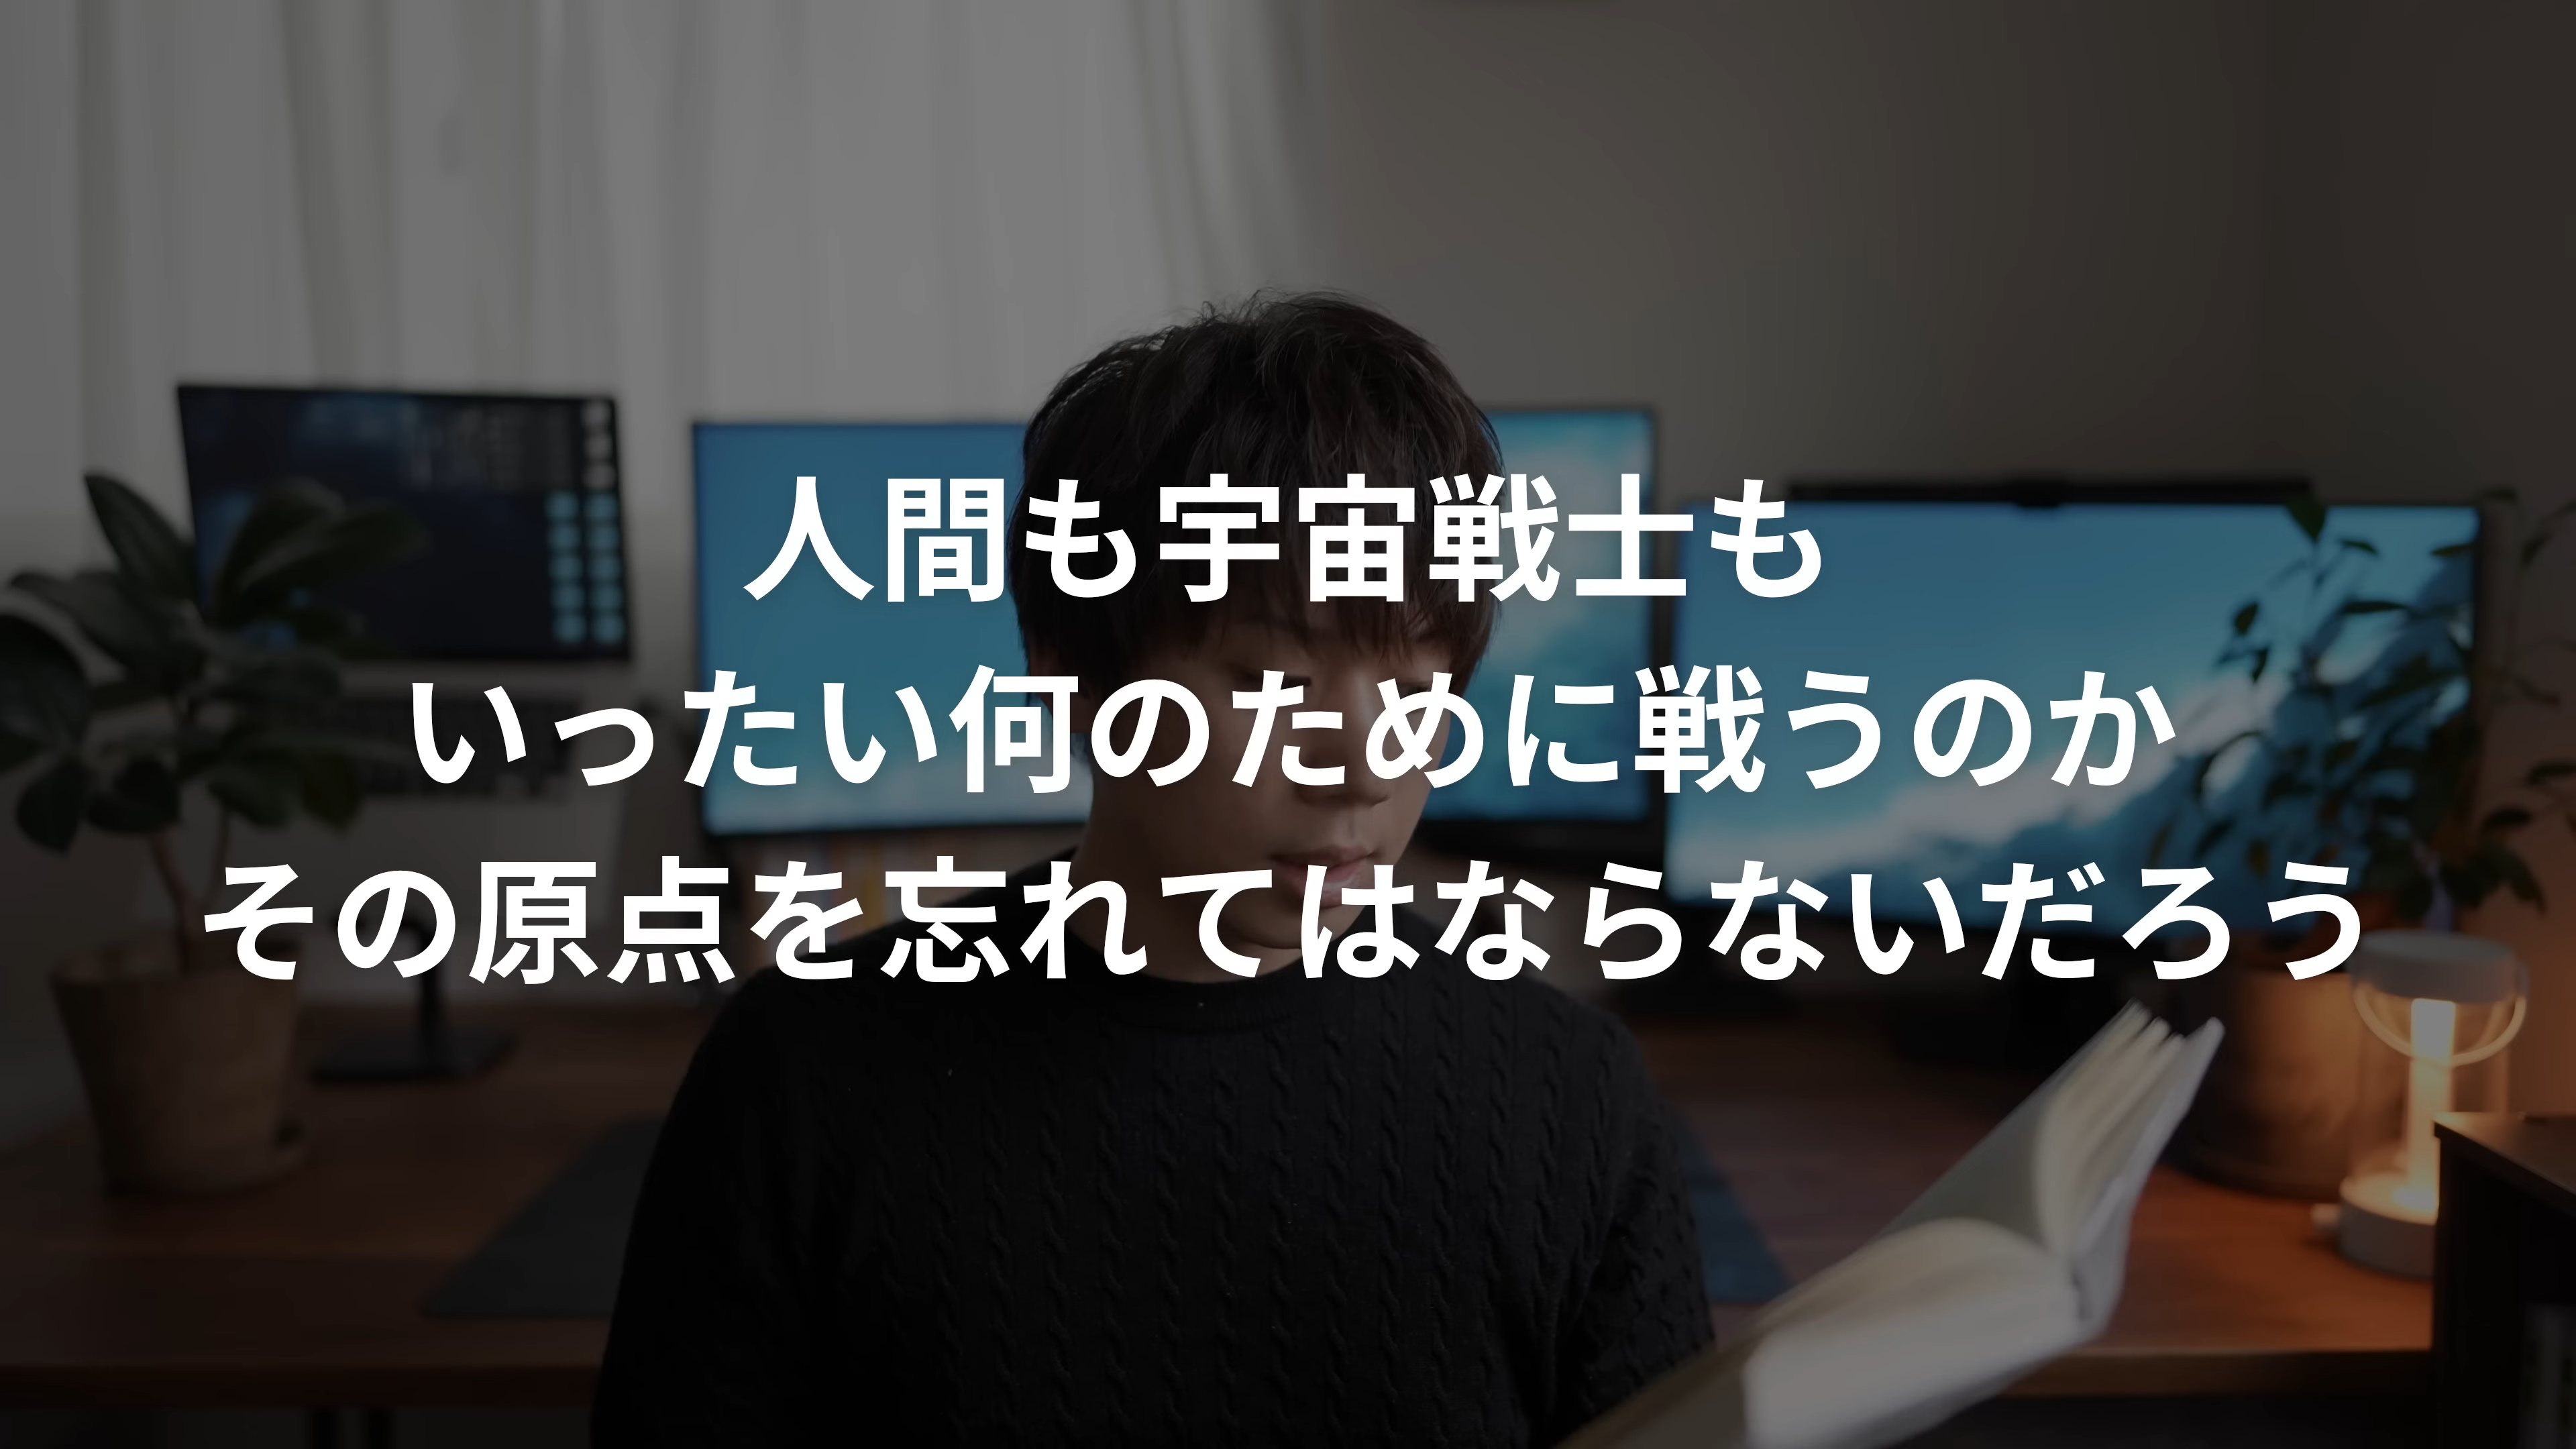 人間も宇宙戦士も
いったい何のために戦うのか
その原点を忘れてはならないだろう